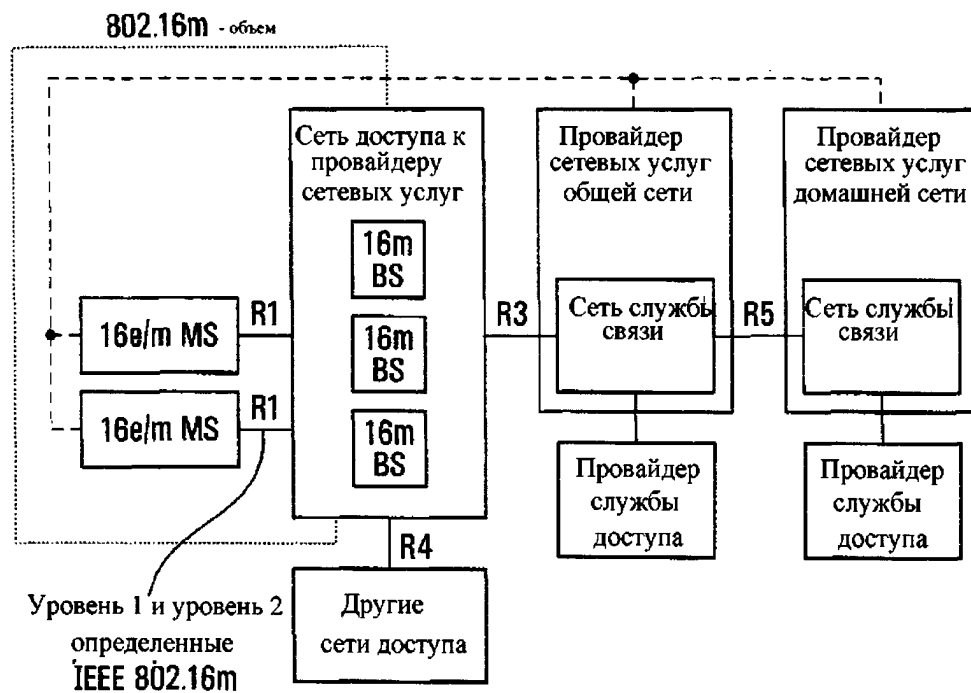 802.16m - объем
Сеть доступа к
провайдеру
сетевых услуг
Провайдер
сетевых услуг
общей сети
Провайдер
сетевых услуг
домашней сети
16m
BS
16m
BS
16m
BS
16e/m MS
R1
16e/m MS
R1
R3
Сеть службы
связи
R5
Сеть службы
связи
Провайдер
службы
доступа
Провайдер
службы
доступа
R4
Другие
сети доступа
Уровень 1 и уровень 2
определенные
IEEE 802.16m